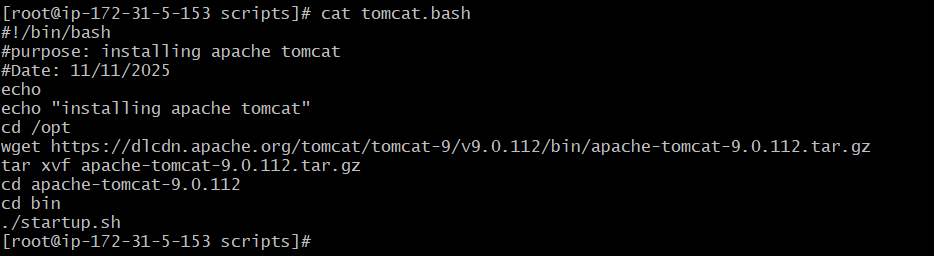 [root@ip-172-31-5-153 scripts]# cat tomcat.bash
#!/bin/bash
#purpose: installing apache tomcat
#Date: 11/11/2025
echo
echo "installing apache tomcat"
cd /opt
wget https://dlcdn.apache.org/tomcat/tomcat-9/v9.0.112/bin/apache-tomcat-9.0.112.tar.gz
tar xvf apache-tomcat-9.0.112.tar.gz
cd apache-tomcat-9.0.112
cd bin
./startup.sh
[root@ip-172-31-5-153 scripts]#